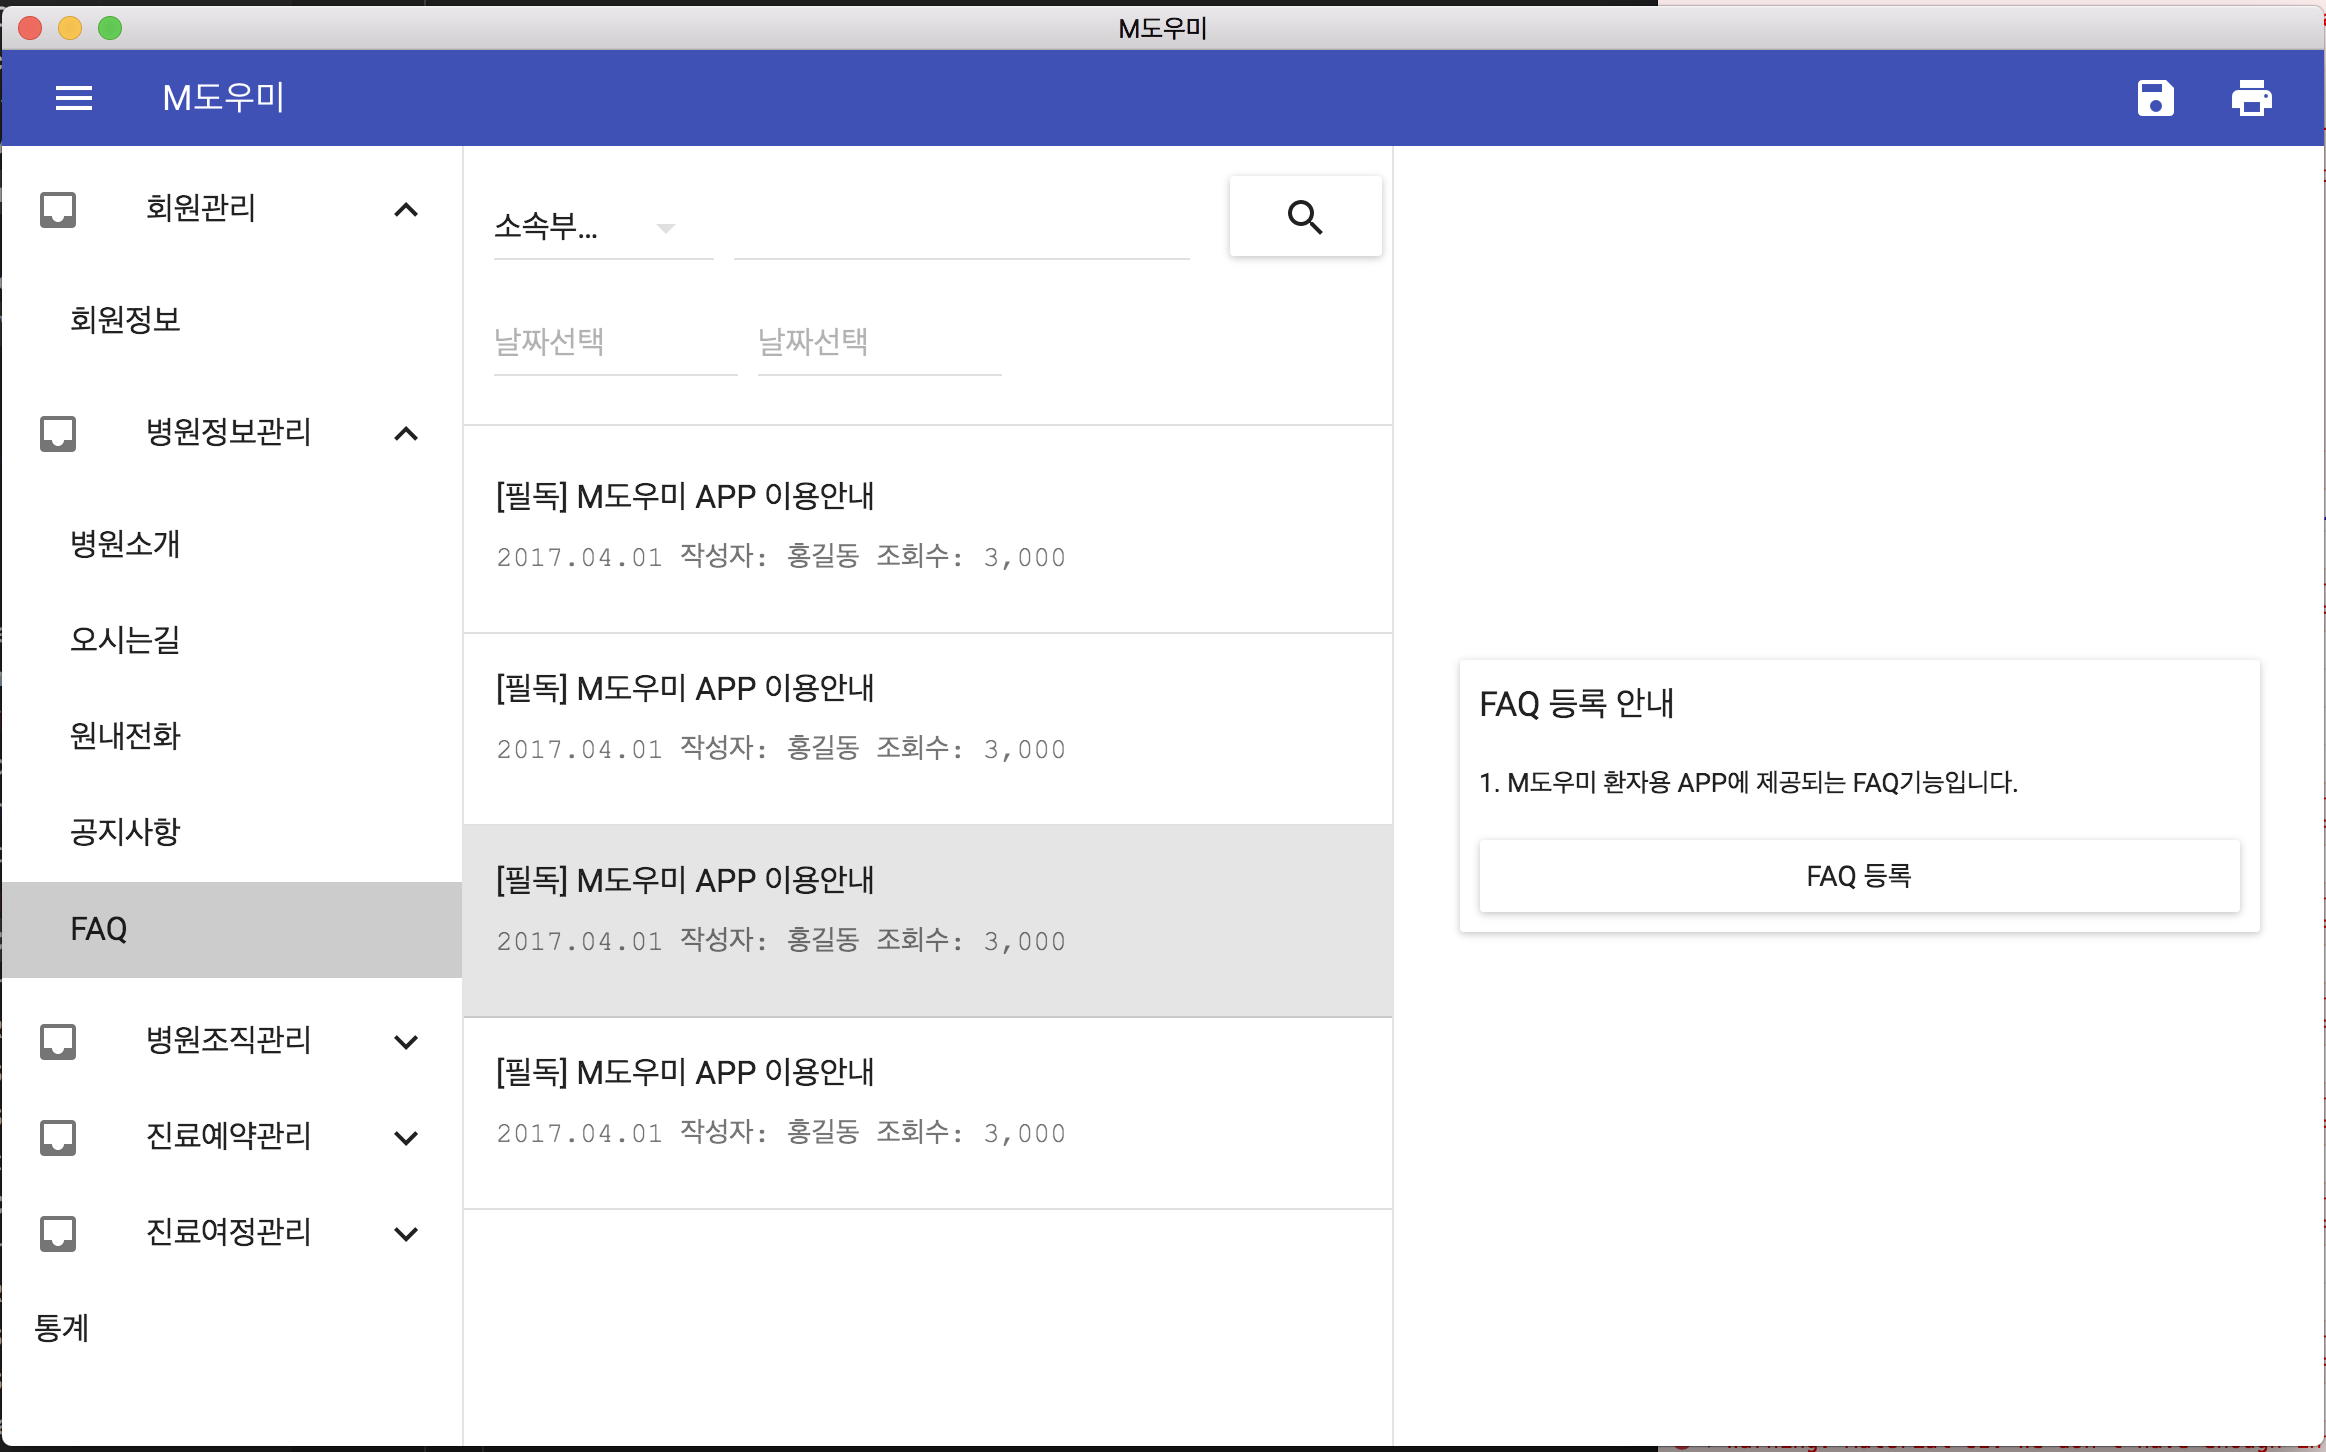 M도우미
M도우미
회원관리
회원정보
병원정보관리
병원소개
오시는길
원내전화
공지사항
FAQ
병원조직관리
진료예약관리
진료여정관리
통계
소속부...
날짜선택 날짜선택
[필독] M도우미 APP 이용안내
2017.04.01 작성자: 홍길동 조회수: 3,000
[필독] M도우미 APP 이용안내
2017.04.01 작성자: 홍길동 조회수: 3,000
[필독] M도우미 APP 이용안내
2017.04.01 작성자: 홍길동 조회수: 3,000
[필독] M도우미 APP 이용안내
2017.04.01 작성자: 홍길동 조회수: 3,000
FAQ 등록 안내
1. M도우미 환자용 APP에 제공되는 FAQ기능입니다.
FAQ 등록